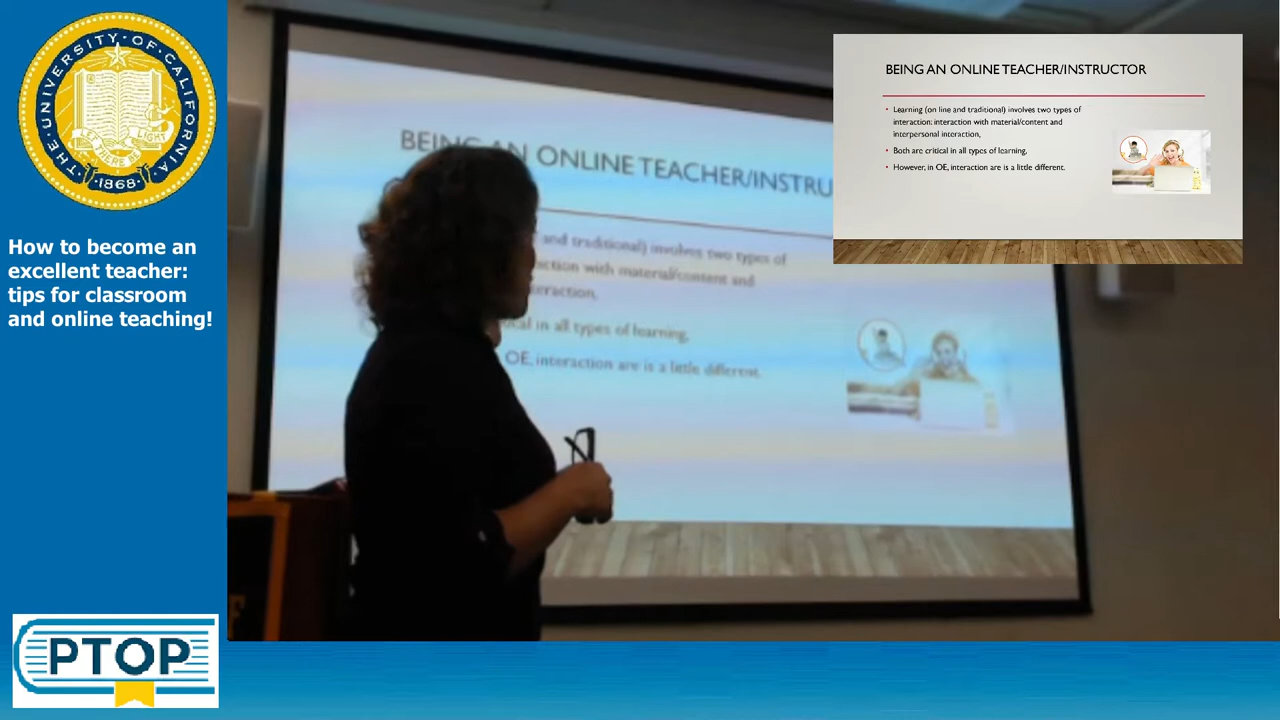 THE·UNIVERSITY·OF·CALIFORNIA
LET THERE BE LIGHT
·1868·
How to become an
excellent teacher:
tips for classroom
and online teaching!
PTOP
BEING AN ONLINE TEACHER/INSTRU
and traditional) involves two types of
action with material/content and
eraction,
ical in all types of learning,
OE, interaction are is a little different.
BEING AN ONLINE TEACHER/INSTRUCTOR
• Learning (on line and traditional) involves two types of
interaction: interaction with material/content and
interpersonal interaction,
• Both are critical in all types of learning,
• However, in OE, interaction are is a little different.